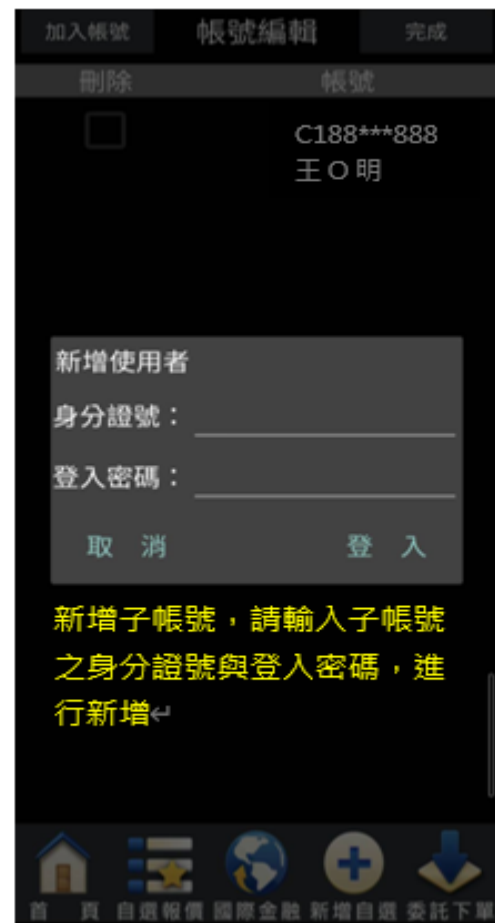 加入帳號 帳號編輯 完成
刪除 帳號
C188***888
王O明
新增使用者
身分證號：
登入密碼：
取 消 登 入
新增子帳號，請輸入子帳號
之身分證號與登入密碼，進
行新增↵
首 頁 自選報價 國際金融 新增自選 委託下單